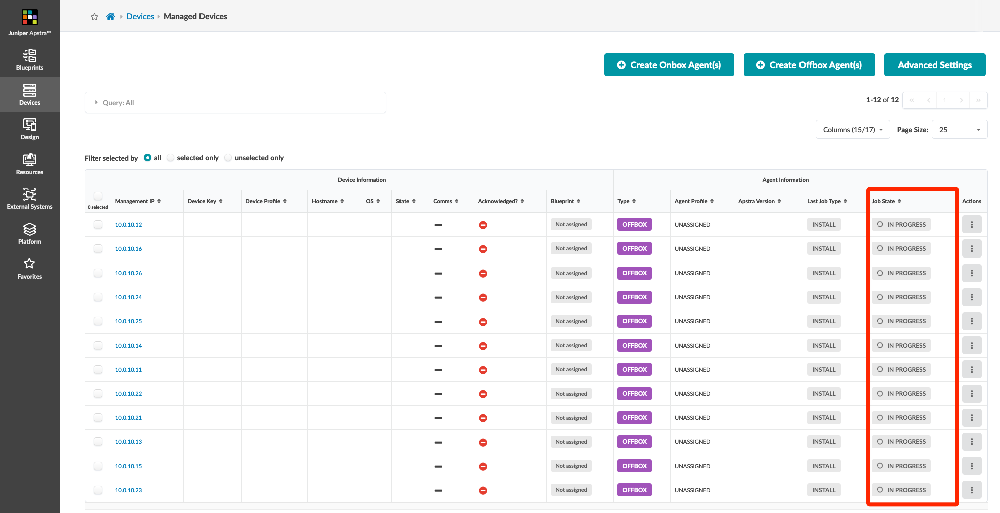 Juniper Apstra™
Blueprints
Devices
Design
Resources
External Systems
Platform
Favorites
Devices Managed Devices
Create Onbox Agent(s) Create Offbox Agent(s) Advanced Settings
Query: All
1-12 of 12 « < 1 > »
Columns (15/17) Page Size: 25
Filter selected by all selected only unselected only
Device Information Agent Information
0 selected Management IP Device Key Device Profile Hostname OS State Comms Acknowledged? Blueprint Type Agent Profile Apstra Version Last Job Type Job State Actions
10.0.10.12 Not assigned OFFBOX UNASSIGNED INSTALL IN PROGRESS
10.0.10.16 Not assigned OFFBOX UNASSIGNED INSTALL IN PROGRESS
10.0.10.26 Not assigned OFFBOX UNASSIGNED INSTALL IN PROGRESS
10.0.10.24 Not assigned OFFBOX UNASSIGNED INSTALL IN PROGRESS
10.0.10.25 Not assigned OFFBOX UNASSIGNED INSTALL IN PROGRESS
10.0.10.14 Not assigned OFFBOX UNASSIGNED INSTALL IN PROGRESS
10.0.10.11 Not assigned OFFBOX UNASSIGNED INSTALL IN PROGRESS
10.0.10.22 Not assigned OFFBOX UNASSIGNED INSTALL IN PROGRESS
10.0.10.21 Not assigned OFFBOX UNASSIGNED INSTALL IN PROGRESS
10.0.10.13 Not assigned OFFBOX UNASSIGNED INSTALL IN PROGRESS
10.0.10.15 Not assigned OFFBOX UNASSIGNED INSTALL IN PROGRESS
10.0.10.23 Not assigned OFFBOX UNASSIGNED INSTALL IN PROGRESS